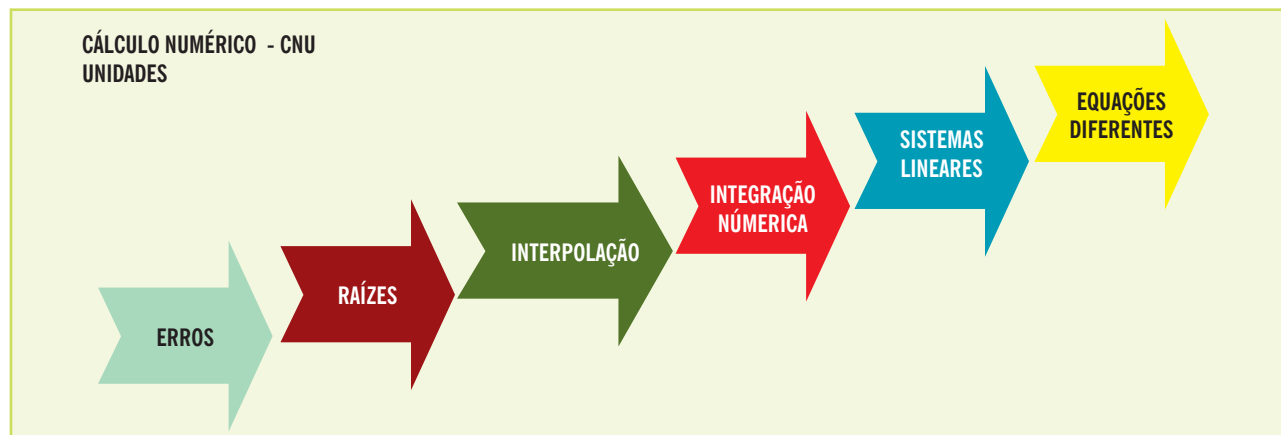 CÁLCULO NUMÉRICO - CNU
UNIDADES
ERROS
RAÍZES
INTERPOLAÇÃO
INTEGRAÇÃO
NÚMERICA
SISTEMAS
LINEARES
EQUAÇÕES
DIFERENTES